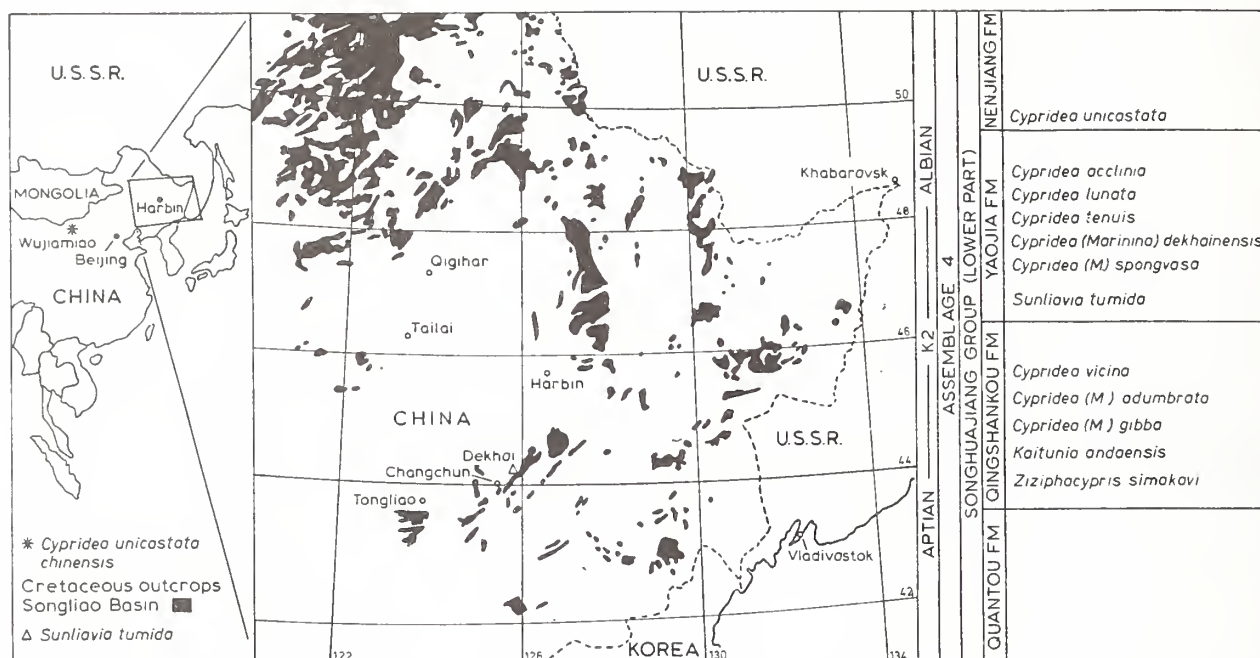 U.S.S.R.
MONGOLIA
Harbin
Wujiamiao
Beijing
CHINA
* Cypridea unicostata
chinensis
Cretaceous outcrops
Songliao Basin
△ Sunliavia tumida
U.S.S.R.
50
Khabarovsk
48
Qigihar
Tailai
46
Harbin
CHINA
U.S.S.R.
Dekhai
Changchun
44
Tongliao
Vladivostok
42
KOREA
122
126
130
134
APTIAN
K2
ALBIAN
ASSEMBLAGE 4
SONGHUAJIANG GROUP (LOWER PART)
NENJIANG FM
Cypridea unicostata
YAOJIA FM
Cypridea acclinia
Cypridea lunata
Cypridea tenuis
Cypridea (Marinina) dekhainensis
Cypridea (M.) spongvosa
Sunliavia tumida
QINGSHANKOU FM
Cypridea vicina
Cypridea (M.) adumbrata
Cypridea (M.) gibba
Kaitunia andaensis
Ziziphocypris simakovi
QUANTOU FM